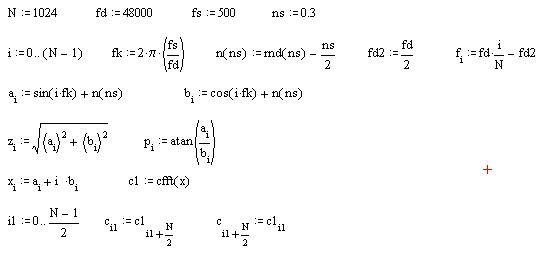 N := 1024 fd := 48000 fs := 500 ns := 0.3
i := 0.. (N − 1) fk := 2·π·(fs/fd) n(ns) := rnd(ns) − ns/2 fd2 := fd/2 f_i := fd·i/N − fd2
a_i := sin(i·fk) + n(ns) b_i := cos(i·fk) + n(ns)
z_i := √((a_i)^2 + (b_i)^2) p_i := atan(a_i/b_i)
x_i := a_i + i ·b_i c1 := cfft(x)
i1 := 0.. (N − 1)/2 c_i1 := c1_(i1+N/2) c_(i1+N/2) := c1_i1